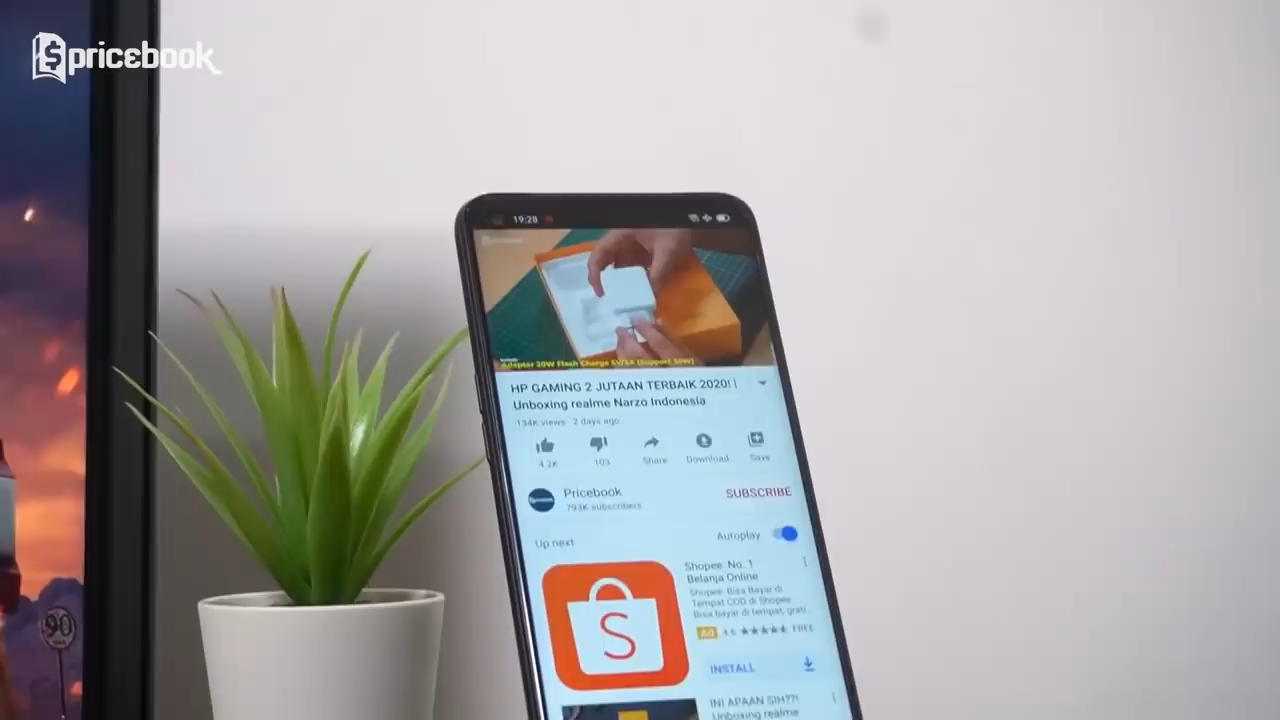 pricebook
19:28
Adapter 30W Flash Charge 5V/6A (Support 50W)
HP GAMING 2 JUTAAN TERBAIK 2020! |
Unboxing realme Narzo Indonesia
134K views 2 days ago
4.2K 103 Share Download Save
Pricebook
SUBSCRIBE
793K subscribers
Up next
Autoplay
Shopee: No. 1
Belanja Online
Shopee: Bisa Bayar di
Tempat COD di Shopee.
Bisa bayar di tempat, grati...
Ad 4.6 ★★★★★ FREE
S
INSTALL
INI APAAN SIH??!
Unboxing realme
90